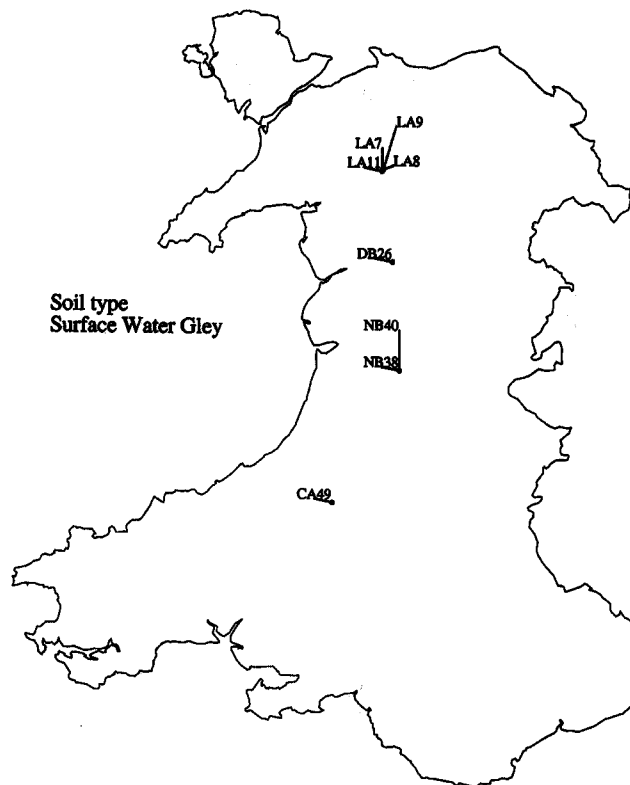 LA9
LA7
LA11
LA8
DB26
Soil type
Surface Water Gley
NB40
NB38
CA49